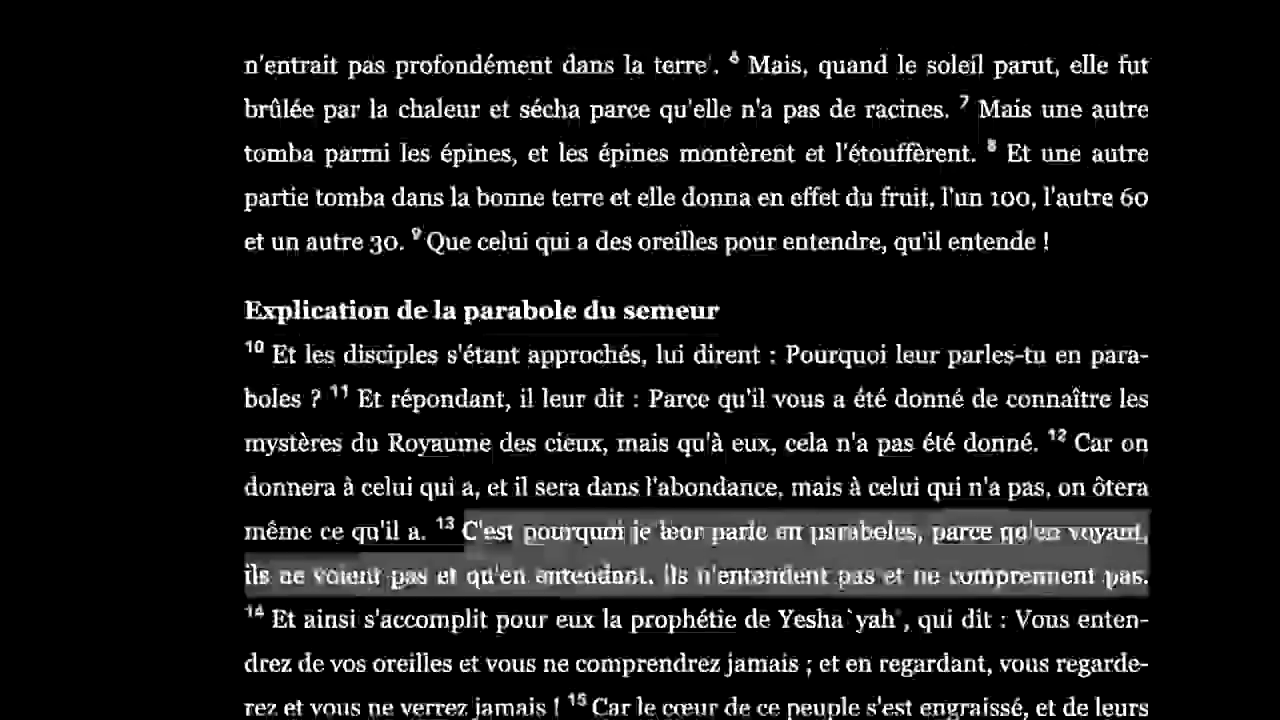 n'entrait pas profondément dans la terre. 6 Mais, quand le soleil parut, elle fut
brûlée par la chaleur et sécha parce qu'elle n'a pas de racines. 7 Mais une autre
tomba parmi les épines, et les épines montèrent et l'étouffèrent. 8 Et une autre
partie tomba dans la bonne terre et elle donna en effet du fruit, l'un 100, l'autre 60
et un autre 30. 9 Que celui qui a des oreilles pour entendre, qu'il entende !
Explication de la parabole du semeur
10 Et les disciples s'étant approchés, lui dirent : Pourquoi leur parles-tu en para-
boles ? 11 Et répondant, il leur dit : Parce qu'il vous a été donné de connaître les
mystères du Royaume des cieux, mais qu'à eux, cela n'a pas été donné. 12 Car on
donnera à celui qui a, et il sera dans l'abondance, mais à celui qui n'a pas, on ôtera
même ce qu'il a. 13 C'est pourquoi je leur parle en paraboles, parce qu'en voyant,
ils ne voient pas et qu'en entendant, ils n'entendent pas et ne comprennent pas.
14 Et ainsi s'accomplit pour eux la prophétie de Yesha`yah, qui dit : Vous enten-
drez de vos oreilles et vous ne comprendrez jamais ; et en regardant, vous regarde-
rez et vous ne verrez jamais ! 15 Car le cœur de ce peuple s'est engraissé, et de leurs